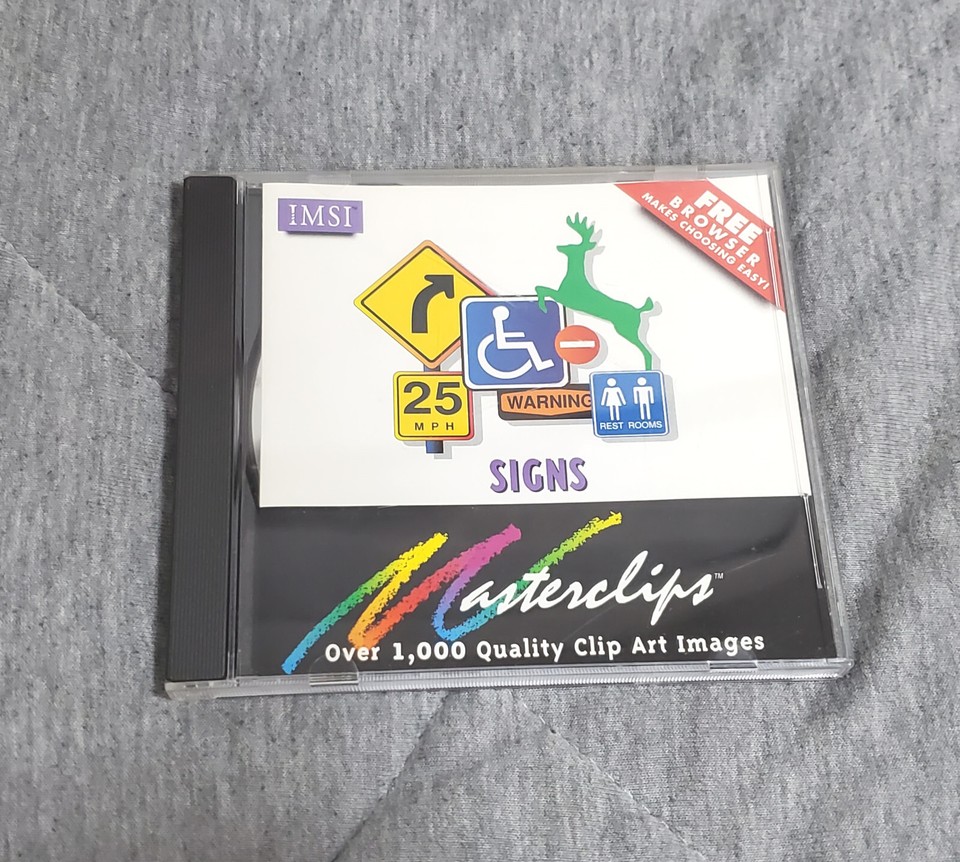 IMSI™
FREE
BROWSER
MAKES CHOOSING EASY!
25
MPH
WARNING
REST ROOMS
SIGNS
Masterclips™
Over 1,000 Quality Clip Art Images